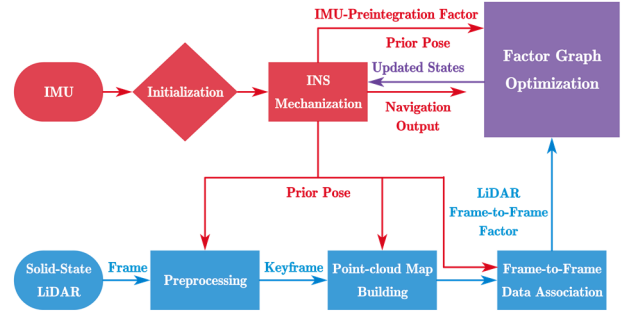 IMU-Preintegration Factor
Prior Pose
Factor Graph
Optimization
Updated States
IMU
Initialization
INS
Mechanization
Navigation
Output
Prior Pose
LiDAR
Frame-to-Frame
Factor
Solid-State
LiDAR
Frame
Preprocessing
Keyframe
Point-cloud Map
Building
Frame-to-Frame
Data Association